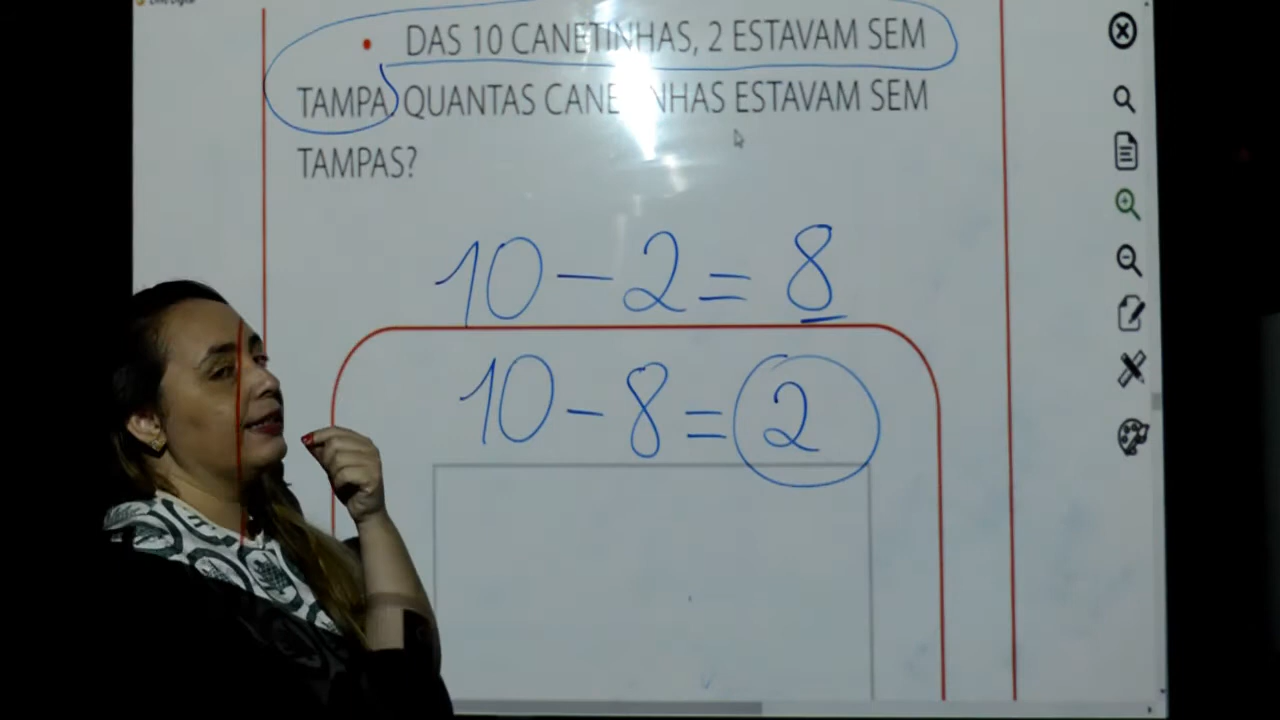 • DAS 10 CANETINHAS, 2 ESTAVAM SEM
TAMPA QUANTAS CANETINHAS ESTAVAM SEM
TAMPAS?
10 - 2 = 8
10 - 8 = 2